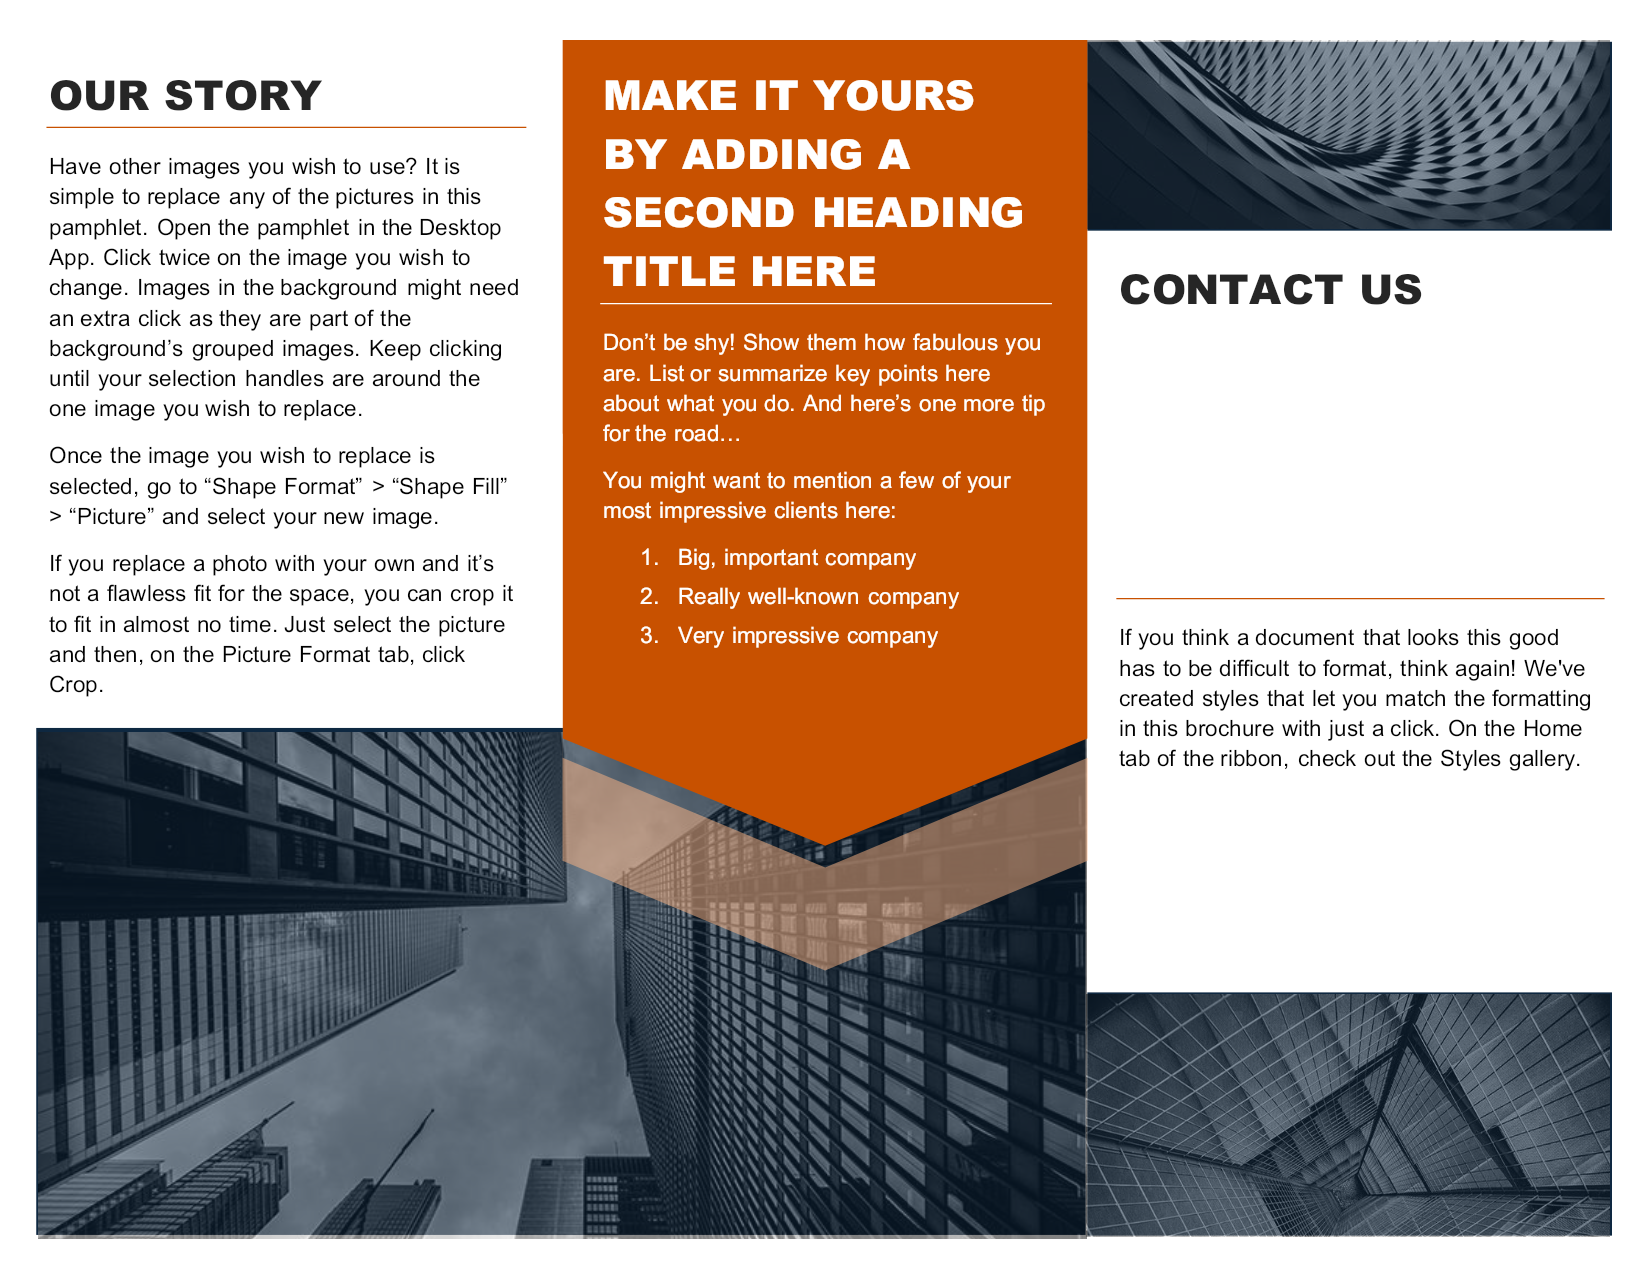 OUR STORY
Have other images you wish to use? It is
simple to replace any of the pictures in this
pamphlet. Open the pamphlet in the Desktop
App. Click twice on the image you wish to
change. Images in the background might need
an extra click as they are part of the
background’s grouped images. Keep clicking
until your selection handles are around the
one image you wish to replace.
Once the image you wish to replace is
selected, go to “Shape Format” > “Shape Fill”
> “Picture” and select your new image.
If you replace a photo with your own and it’s
not a flawless fit for the space, you can crop it
to fit in almost no time. Just select the picture
and then, on the Picture Format tab, click
Crop.
MAKE IT YOURS
BY ADDING A
SECOND HEADING
TITLE HERE
Don’t be shy! Show them how fabulous you
are. List or summarize key points here
about what you do. And here’s one more tip
for the road…
You might want to mention a few of your
most impressive clients here:
1. Big, important company
2. Really well-known company
3. Very impressive company
CONTACT US
If you think a document that looks this good
has to be difficult to format, think again! We've
created styles that let you match the formatting
in this brochure with just a click. On the Home
tab of the ribbon, check out the Styles gallery.